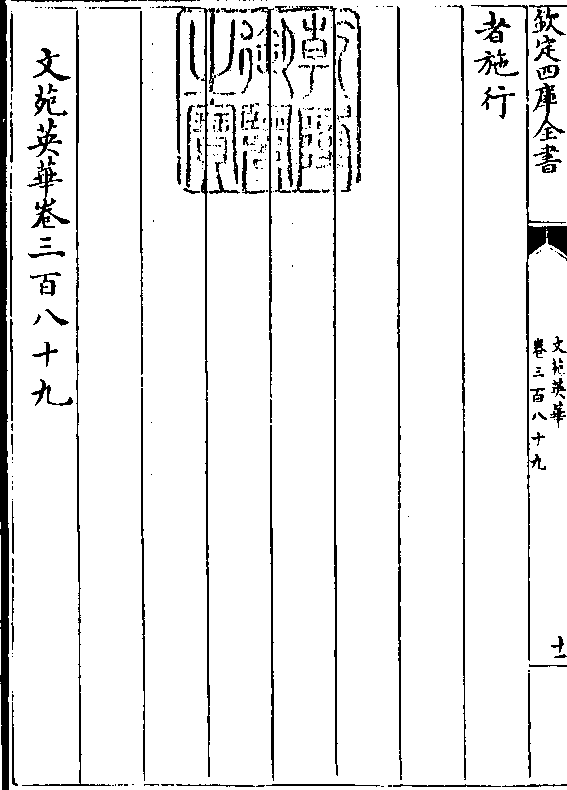 欽定四庫全書
文苑英華
卷三百八十九
十一
者施行
乾隆御覽之寶
文苑英華卷三百八十九